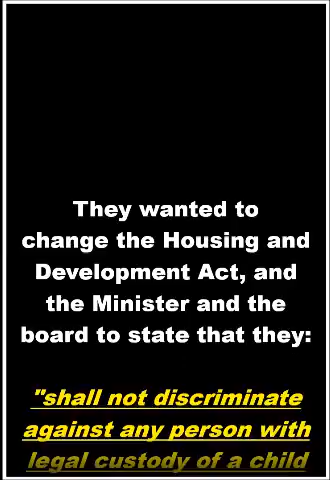 They wanted to
change the Housing and
Development Act, and
the Minister and the
board to state that they:
"shall not discriminate
against any person with
legal custody of a child